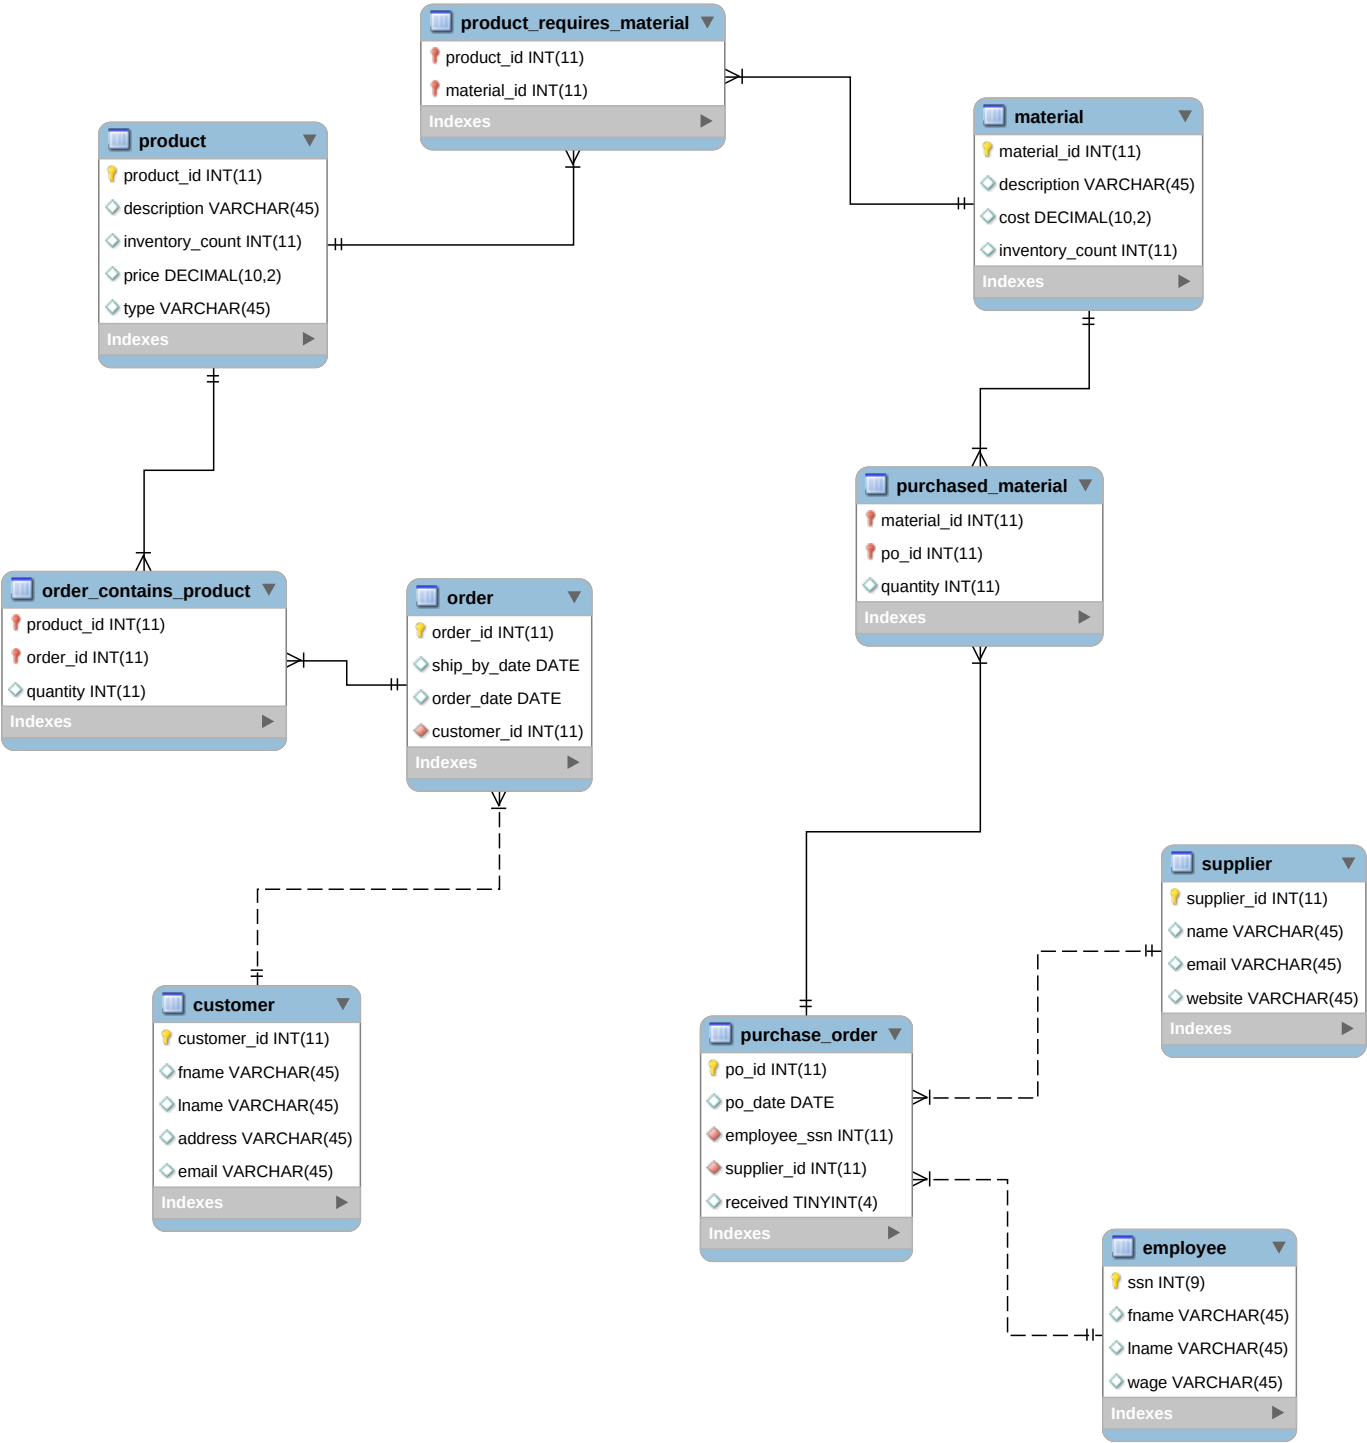 product_requires_material
product_id INT(11)
material_id INT(11)
Indexes
product
product_id INT(11)
description VARCHAR(45)
inventory_count INT(11)
price DECIMAL(10,2)
type VARCHAR(45)
Indexes
material
material_id INT(11)
description VARCHAR(45)
cost DECIMAL(10,2)
inventory_count INT(11)
Indexes
purchased_material
material_id INT(11)
po_id INT(11)
quantity INT(11)
Indexes
order_contains_product
product_id INT(11)
order_id INT(11)
quantity INT(11)
Indexes
order
order_id INT(11)
ship_by_date DATE
order_date DATE
customer_id INT(11)
Indexes
supplier
supplier_id INT(11)
name VARCHAR(45)
email VARCHAR(45)
website VARCHAR(45)
Indexes
customer
customer_id INT(11)
fname VARCHAR(45)
lname VARCHAR(45)
address VARCHAR(45)
email VARCHAR(45)
Indexes
purchase_order
po_id INT(11)
po_date DATE
employee_ssn INT(11)
supplier_id INT(11)
received TINYINT(4)
Indexes
employee
ssn INT(9)
fname VARCHAR(45)
lname VARCHAR(45)
wage VARCHAR(45)
Indexes